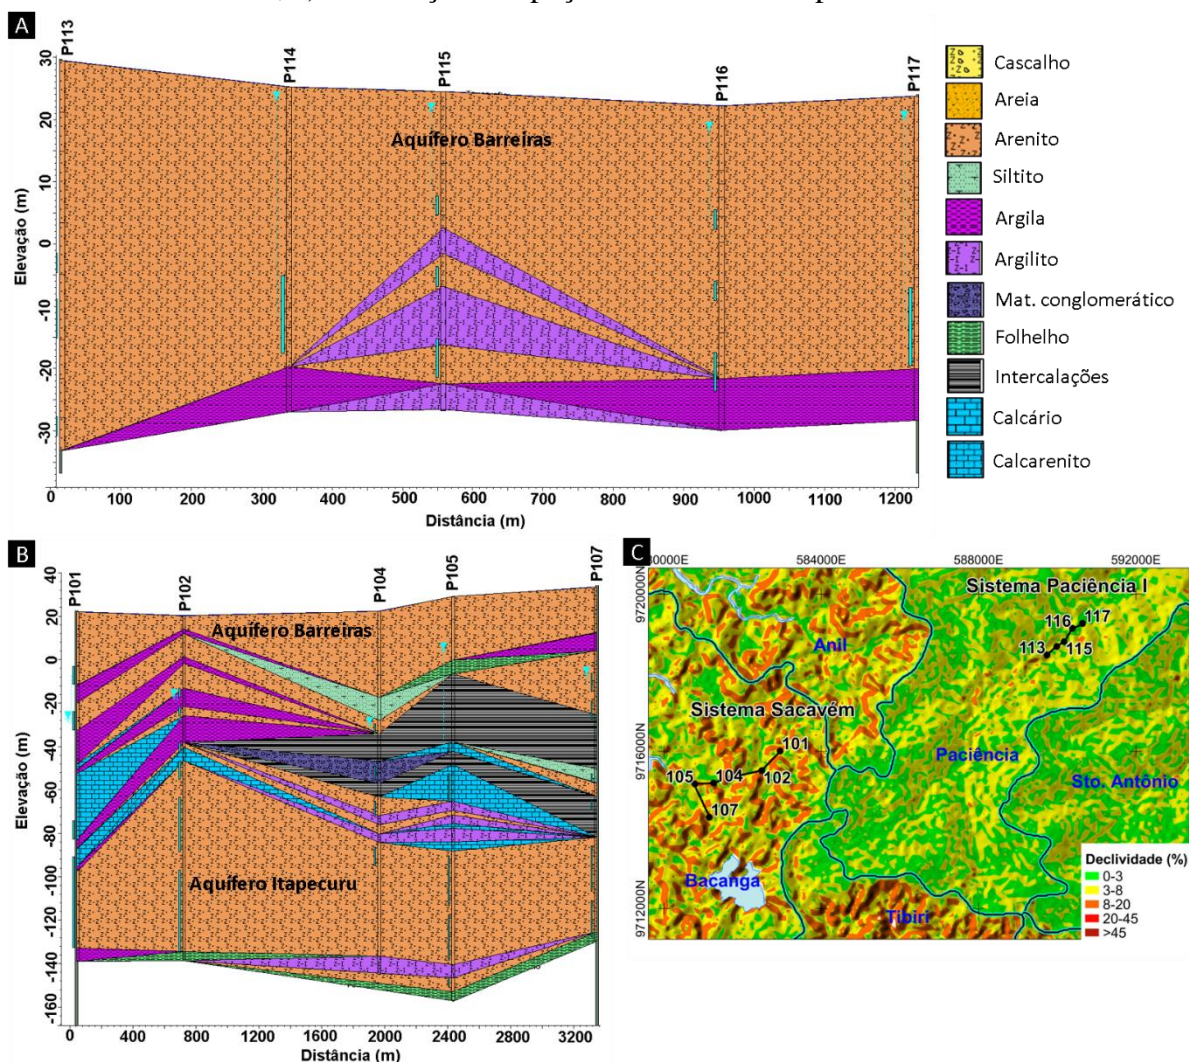 A
P113
P114
P115
P116
P117
Elevação (m)
30
20
10
0
-10
-20
-30
Aquífero Barreiras
0
100
200
300
400
500
600
700
800
900
1000
1100
1200
Distância (m)
Cascalho
Areia
Arenito
Siltito
Argila
Argilito
Mat. conglomerático
Folhelho
Intercalações
Calcário
Calcarenito
B
P101
P102
P104
P105
P107
Elevação (m)
40
20
0
-20
-40
-60
-80
-100
-120
-140
-160
Aquífero Barreiras
Aquífero Itapecuru
0
400
800
1200
1600
2000
2400
2800
3200
Distância (m)
C
584000E
588000E
592000E
9720000N
9716000N
9712000N
Sistema Paciência I
117
116
115
113
Anil
Sistema Sacavém
101
102
104
105
107
Paciência
Sto. Antônio
Bacanga
Tibiri
Declividade (%)
0-3
3-8
8-20
20-45
>45